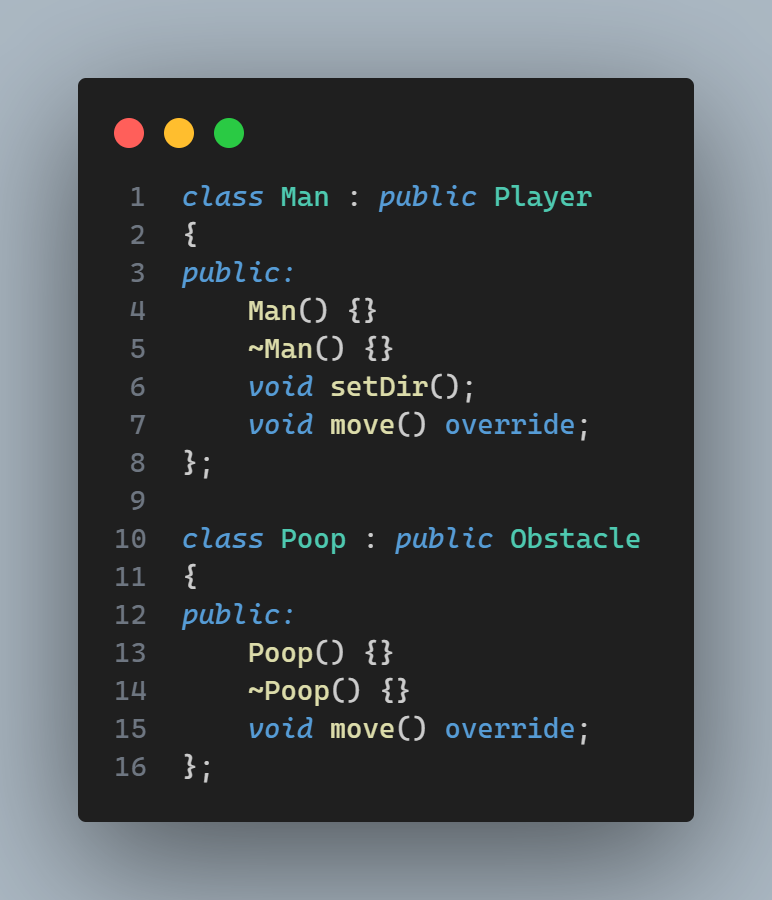 1 class Man : public Player
2 {
3 public:
4     Man() {}
5     ~Man() {}
6     void setDir();
7     void move() override;
8 };
9
10 class Poop : public Obstacle
11 {
12 public:
13     Poop() {}
14     ~Poop() {}
15     void move() override;
16 };